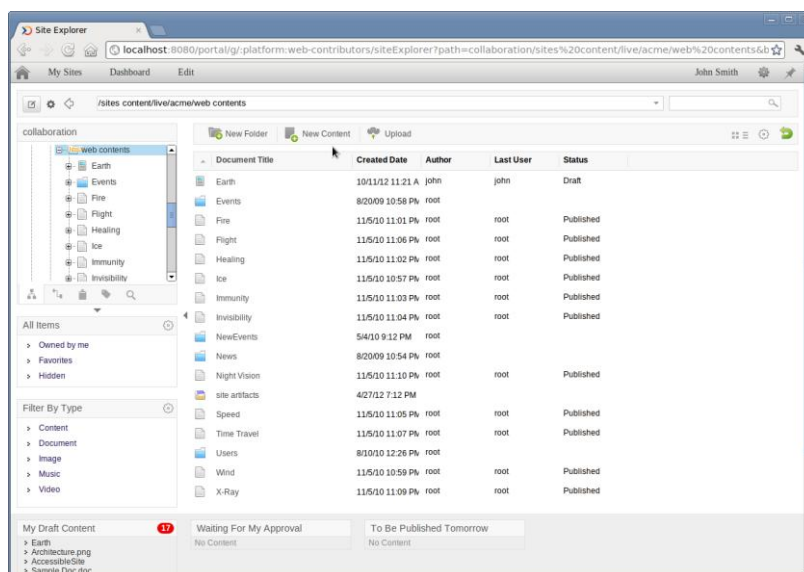 Site Explorer
localhost:8080/portal/g/:platform:web-contributors/siteExplorer?path=collaboration/sites%20content/live/acme/web%20contents&b
My Sites Dashboard Edit John Smith
/sites content/live/acme/web contents
collaboration
New Folder New Content Upload
web contents
Earth
Events
Fire
Flight
Healing
Ice
Immunity
Invisibility
All Items
Owned by me
Favorites
Hidden
Filter By Type
Content
Document
Image
Music
Video
Document Title Created Date Author Last User Status
Earth 10/11/12 11:21 A john john Draft
Events 8/20/09 10:58 PM root
Fire 11/5/10 11:01 PM root root Published
Flight 11/5/10 11:06 PM root root Published
Healing 11/5/10 11:02 PM root root Published
Ice 11/5/10 10:57 PM root root Published
Immunity 11/5/10 11:03 PM root root Published
Invisibility 11/5/10 11:04 PM root root Published
NewEvents 5/4/10 9:12 PM root
News 8/20/09 10:54 PM root
Night Vision 11/5/10 11:10 PM root root Published
site artifacts 4/27/12 7:12 PM
Speed 11/5/10 11:05 PM root root Published
Time Travel 11/5/10 11:07 PM root root Published
Users 8/10/10 12:26 PM root
Wind 11/5/10 10:59 PM root root Published
X-Ray 11/5/10 11:09 PM root root Published
My Draft Content 17
Earth
Architecture.png
AccessibleSite
Sample Doc.doc
Waiting For My Approval
No Content
To Be Published Tomorrow
No Content